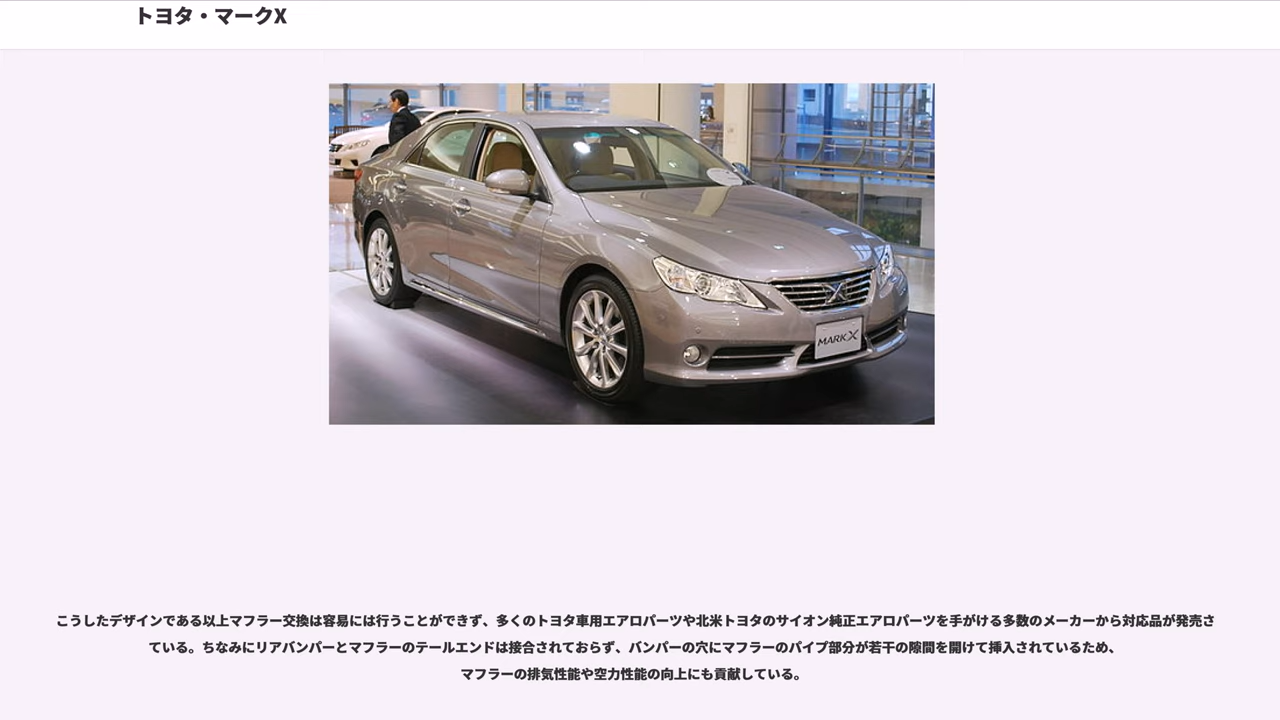 トヨタ・マークX
MARK X
こうしたデザインである以上マフラー交換は容易には行うことができず、多くのトヨタ車用エアロパーツや北米トヨタのサイオン純正エアロパーツを手がける多数のメーカーから対応品が発売さ
ている。ちなみにリアバンパーとマフラーのテールエンドは接合されておらず、バンパーの穴にマフラーのパイプ部分が若干の隙間を開けて挿入されているため、
マフラーの排気性能や空力性能の向上にも貢献している。